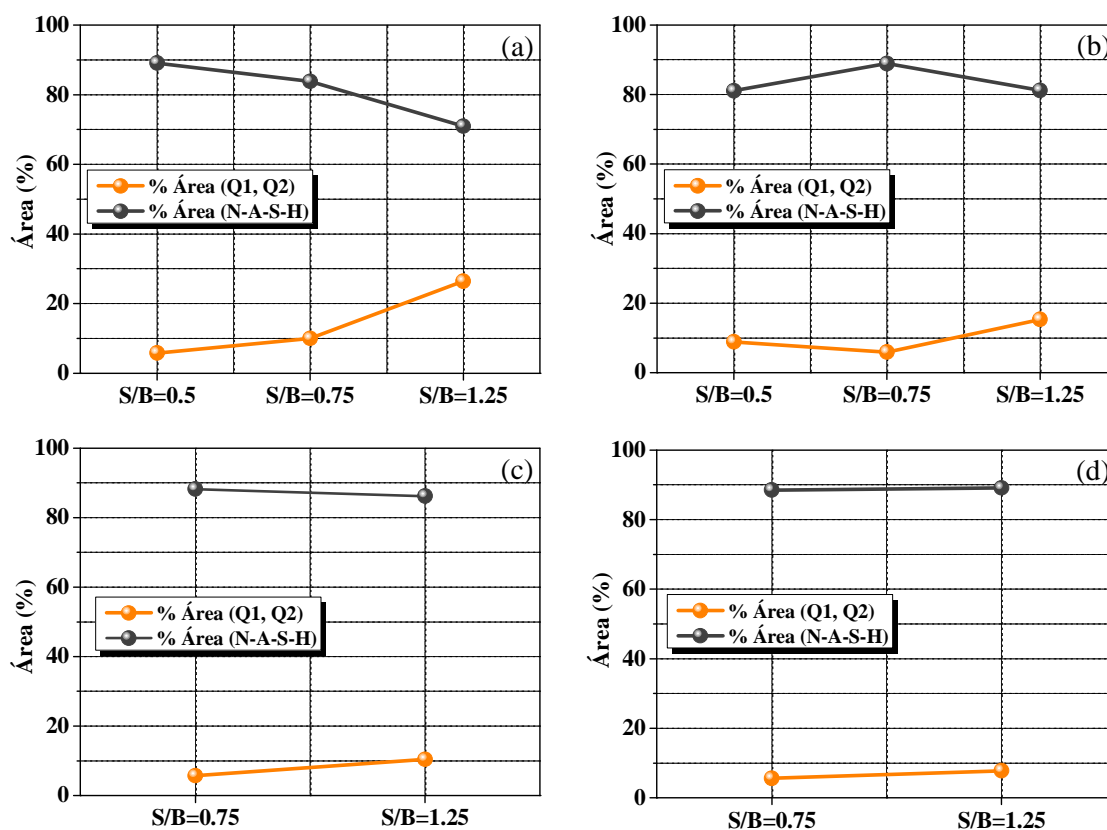 (a)
100
80
60
40
20
0
Área (%)
% Área (Q1, Q2)
% Área (N-A-S-H)
S/B=0.5 S/B=0.75 S/B=1.25
(b)
100
80
60
40
20
0
Área (%)
% Área (Q1, Q2)
% Área (N-A-S-H)
S/B=0.5 S/B=0.75 S/B=1.25
(c)
100
80
60
40
20
0
Área (%)
% Área (Q1, Q2)
% Área (N-A-S-H)
S/B=0.75 S/B=1.25
(d)
100
80
60
40
20
0
Área (%)
% Área (Q1, Q2)
% Área (N-A-S-H)
S/B=0.75 S/B=1.25